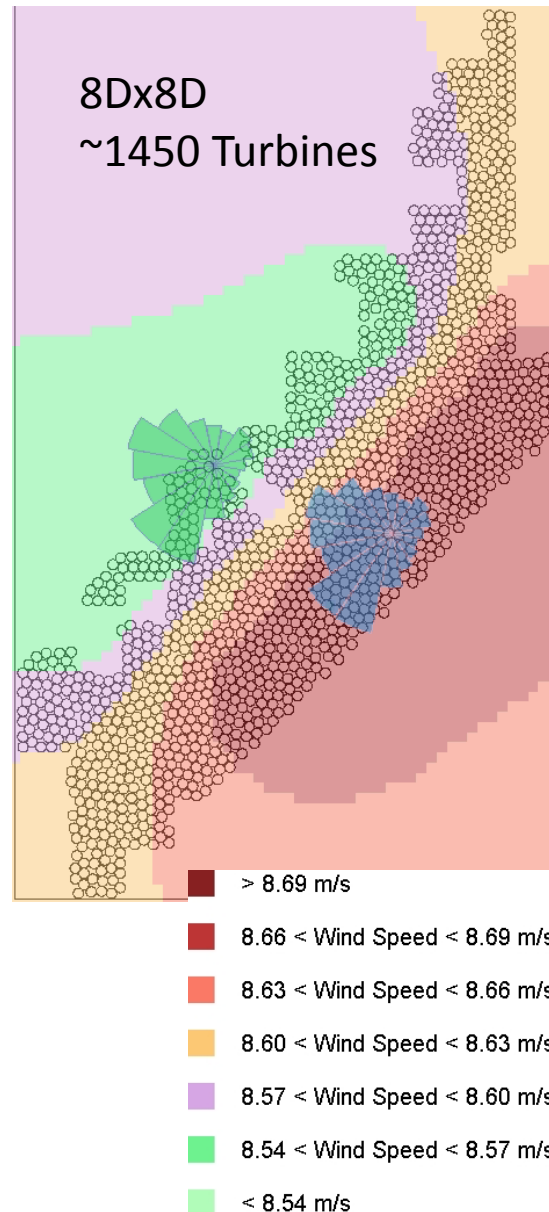 8Dx8D
~1450 Turbines
> 8.69 m/s
8.66 < Wind Speed < 8.69 m/s
8.63 < Wind Speed < 8.66 m/s
8.60 < Wind Speed < 8.63 m/s
8.57 < Wind Speed < 8.60 m/s
8.54 < Wind Speed < 8.57 m/s
< 8.54 m/s